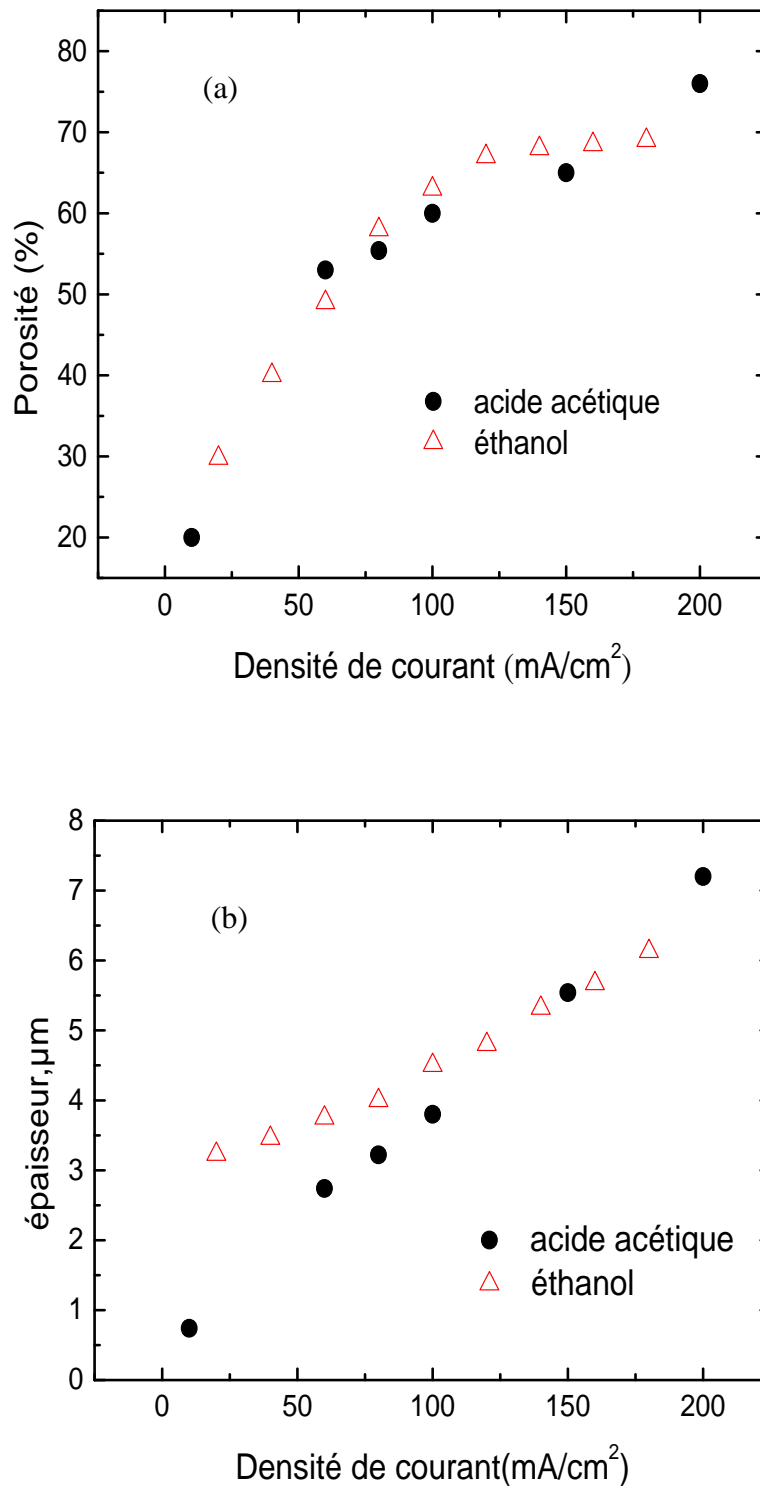 80
(a)
70
60
50
40
30
20
Porosité (%)
acide acétique
éthanol
0 50 100 150 200
Densité de courant (mA/cm²)
8
7
(b)
6
5
4
3
2
1
0
épaisseur,µm
acide acétique
éthanol
0 50 100 150 200
Densité de courant(mA/cm²)